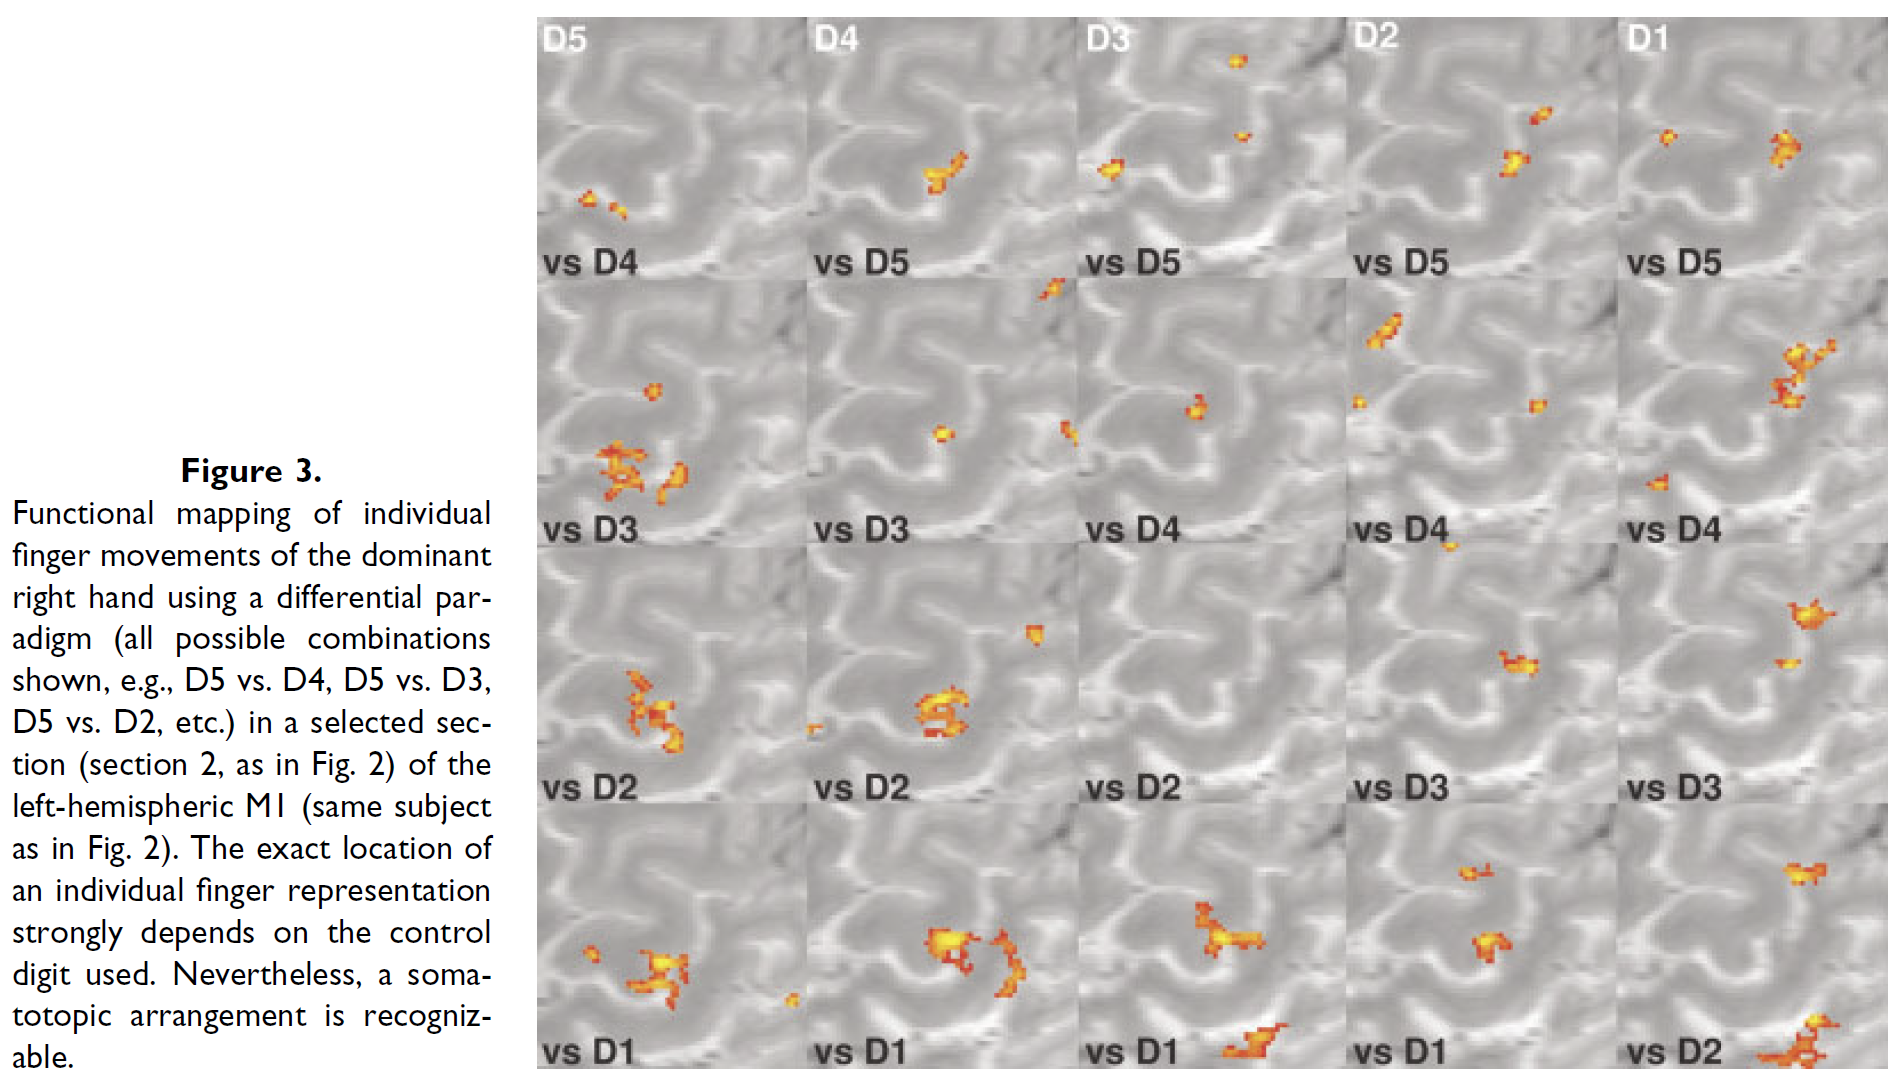 Figure 3.
Functional mapping of individual
finger movements of the dominant
right hand using a differential par-
adigm (all possible combinations
shown, e.g., D5 vs. D4, D5 vs. D3,
D5 vs. D2, etc.) in a selected sec-
tion (section 2, as in Fig. 2) of the
left-hemispheric M1 (same subject
as in Fig. 2). The exact location of
an individual finger representation
strongly depends on the control
digit used. Nevertheless, a soma-
totopic arrangement is recogniz-
able.
D5 D4 D3 D2 D1
vs D4 vs D5 vs D5 vs D5 vs D5
vs D3 vs D3 vs D4 vs D4 vs D4
vs D2 vs D2 vs D2 vs D3 vs D3
vs D1 vs D1 vs D1 vs D1 vs D2